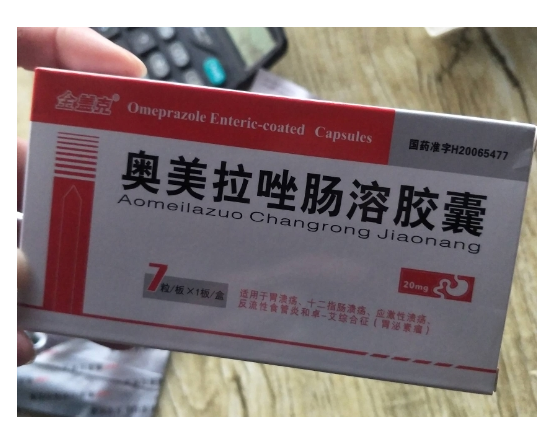 金兰克®
Omeprazole Enteric-coated Capsules
国药准字H20065477
奥美拉唑肠溶胶囊
Aomeilazuo Changrong Jiaonang
7粒/板×1板/盒
20mg
适用于胃溃疡、十二指肠溃疡、应激性溃疡、
反流性食管炎和卓-艾综合征（胃泌素瘤）